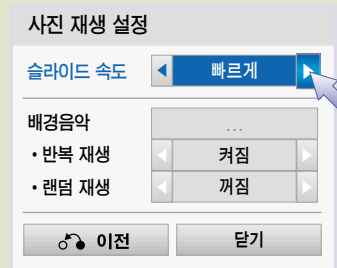 사진 재생 설정
슬라이드 속도 빠르게
배경음악 ...
• 반복 재생 켜짐
• 랜덤 재생 꺼짐
이전 닫기